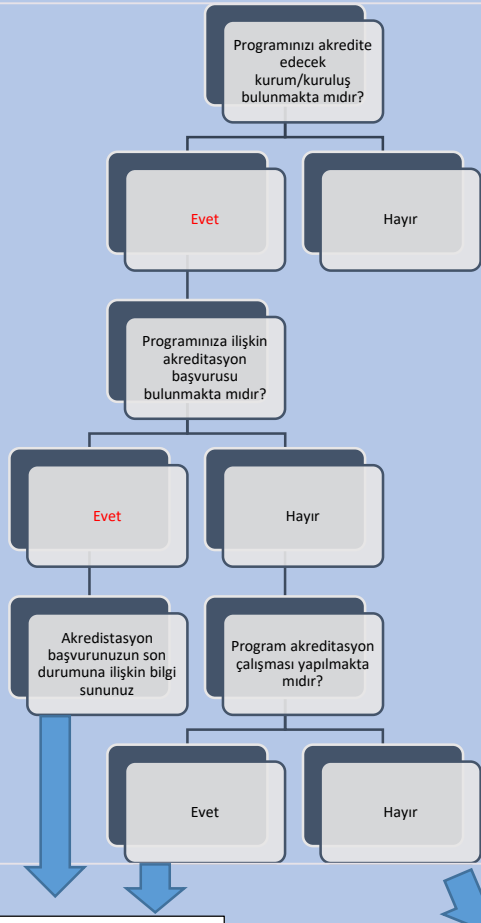 Programınızı akredite
edecek
kurum/kuruluş
bulunmakta mıdır?
Evet
Hayır
Programınıza ilişkin
akreditasyon
başvurusu
bulunmakta mıdır?
Evet
Hayır
Akredistasyon
başvurunuzun son
durumuna ilişkin bilgi
sununuz
Program akreditasyon
çalışması yapılmakta
mıdır?
Evet
Hayır